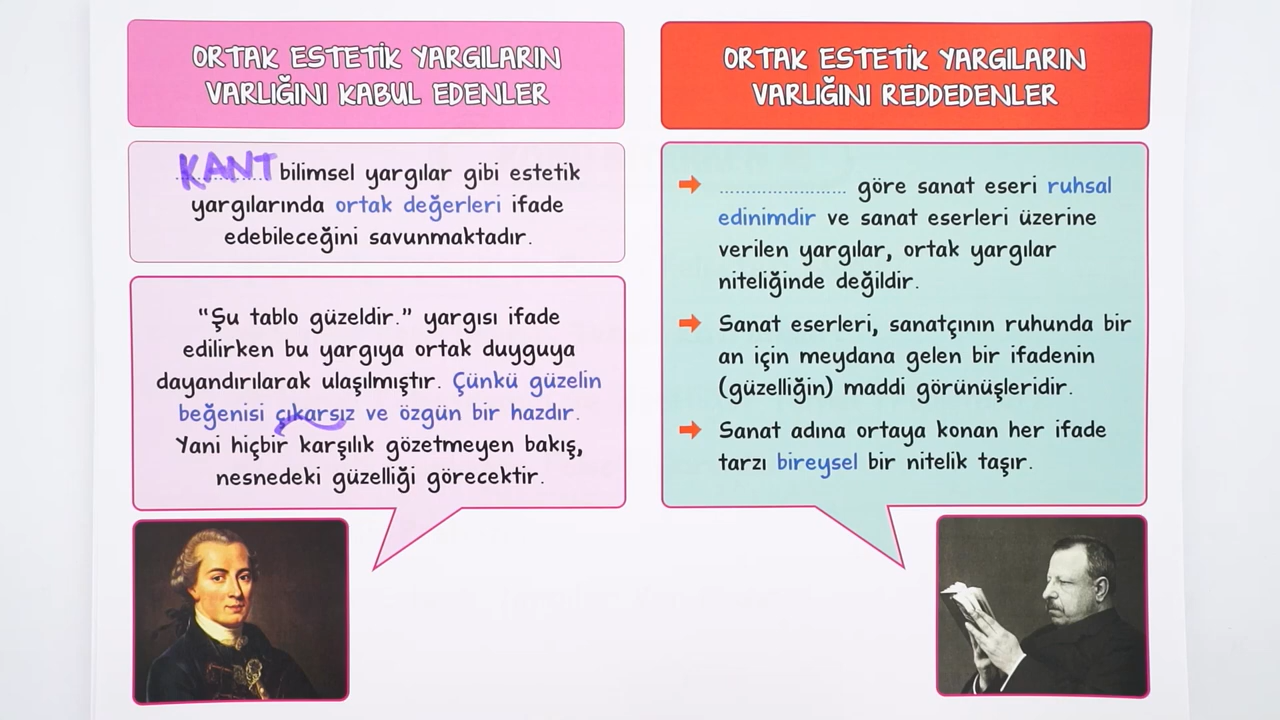 ORTAK ESTETİK YARGILARIN
VARLIĞINI KABUL EDENLER
KANT bilimsel yargılar gibi estetik
yargılarında ortak değerleri ifade
edebileceğini savunmaktadır.
"Şu tablo güzeldir." yargısı ifade
edilirken bu yargıya ortak duyguya
dayandırılarak ulaşılmıştır. Çünkü güzelin
beğenisi çıkarsız ve özgün bir hazdır.
Yani hiçbir karşılık gözetmeyen bakış,
nesnedeki güzelliği görecektir.
ORTAK ESTETİK YARGILARIN
VARLIĞINI REDDEDENLER
........................ göre sanat eseri ruhsal
edinimdir ve sanat eserleri üzerine
verilen yargılar, ortak yargılar
niteliğinde değildir.
Sanat eserleri, sanatçının ruhunda bir
an için meydana gelen bir ifadenin
(güzelliğin) maddi görünüşleridir.
Sanat adına ortaya konan her ifade
tarzı bireysel bir nitelik taşır.